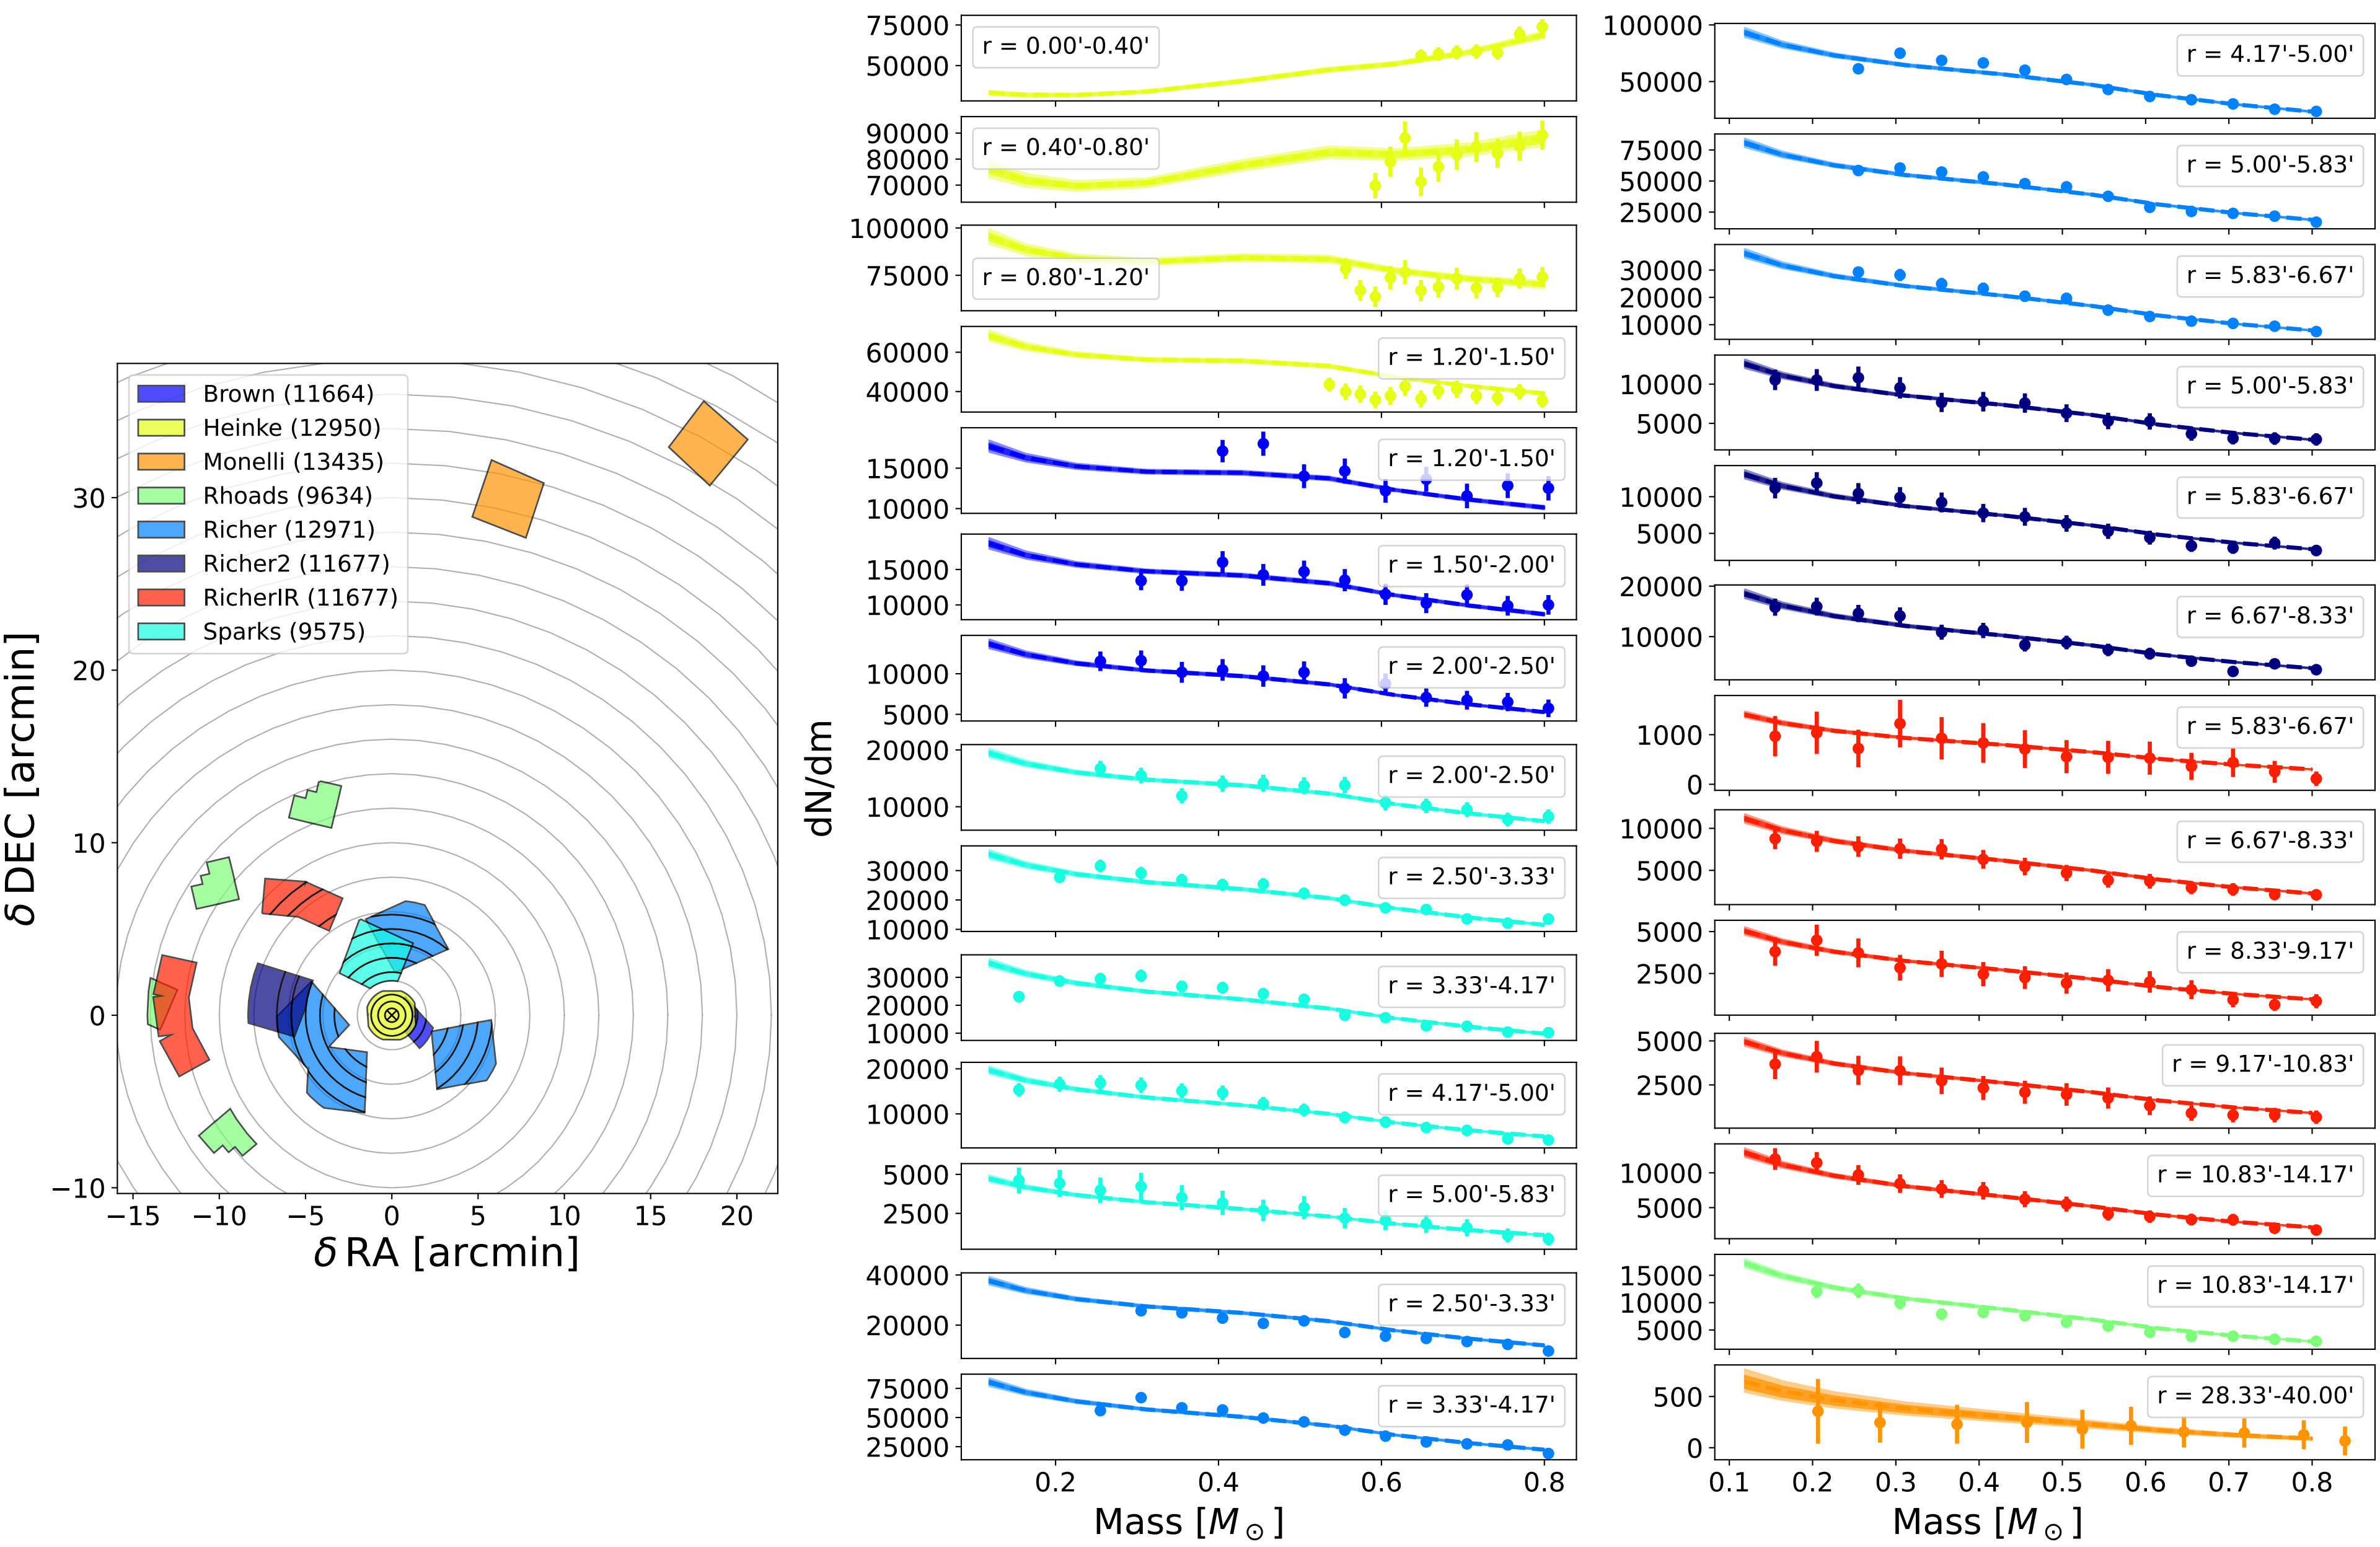 Brown (11664)
Heinke (12950)
Monelli (13435)
Rhoads (9634)
Richer (12971)
Richer2 (11677)
RicherIR (11677)
Sparks (9575)
30
20
10
0
−10
−15
−10
−5
0
5
10
15
20
δ DEC [arcmin]
δ RA [arcmin]
dN/dm
75000
50000
r = 0.00'-0.40'
90000
80000
70000
r = 0.40'-0.80'
100000
75000
r = 0.80'-1.20'
60000
40000
r = 1.20'-1.50'
15000
10000
r = 1.20'-1.50'
15000
10000
r = 1.50'-2.00'
10000
5000
r = 2.00'-2.50'
20000
10000
r = 2.00'-2.50'
30000
20000
10000
r = 2.50'-3.33'
30000
20000
10000
r = 3.33'-4.17'
20000
10000
r = 4.17'-5.00'
5000
2500
r = 5.00'-5.83'
40000
20000
r = 2.50'-3.33'
75000
50000
25000
r = 3.33'-4.17'
0.2
0.4
0.6
0.8
Mass [M⊙]
100000
50000
r = 4.17'-5.00'
75000
50000
25000
r = 5.00'-5.83'
30000
20000
10000
r = 5.83'-6.67'
10000
5000
r = 5.00'-5.83'
10000
5000
r = 5.83'-6.67'
20000
10000
r = 6.67'-8.33'
1000
0
r = 5.83'-6.67'
10000
5000
r = 6.67'-8.33'
5000
2500
r = 8.33'-9.17'
5000
2500
r = 9.17'-10.83'
10000
5000
r = 10.83'-14.17'
15000
10000
5000
r = 10.83'-14.17'
500
0
r = 28.33'-40.00'
0.1
0.2
0.3
0.4
0.5
0.6
0.7
0.8
Mass [M⊙]